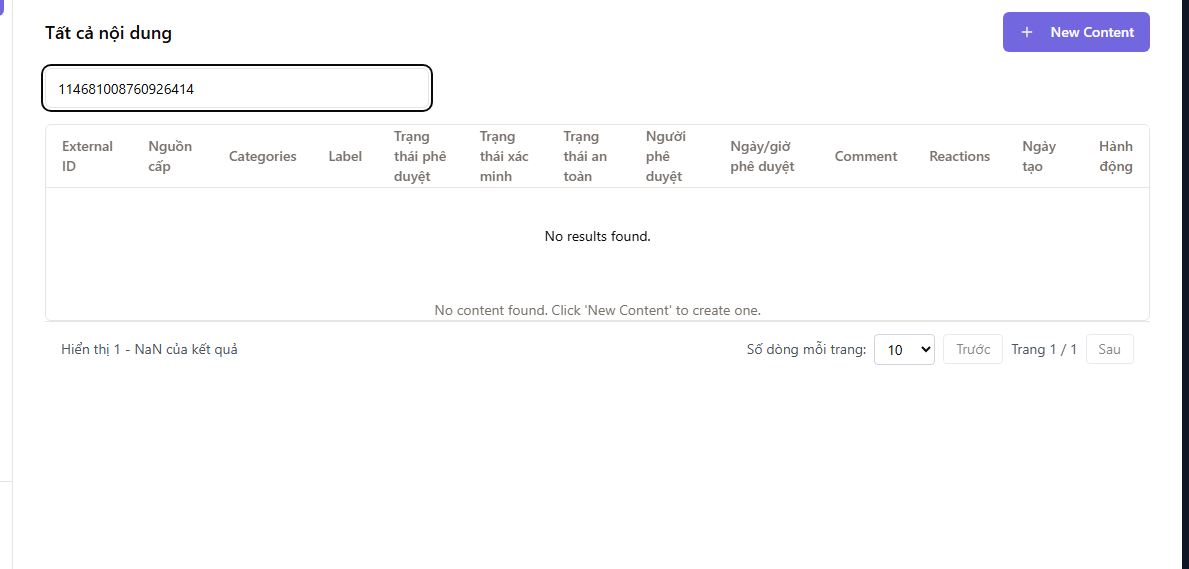 Tất cả nội dung
+ New Content
114681008760926414
External ID
Nguồn cấp
Categories
Label
Trạng thái phê duyệt
Trạng thái xác minh
Trạng thái an toàn
Người phê duyệt
Ngày/giờ phê duyệt
Comment
Reactions
Ngày tạo
Hành động
No results found.
No content found. Click 'New Content' to create one.
Hiển thị 1 - NaN của kết quả
Số dòng mỗi trang: 10 Trước Trang 1 / 1 Sau